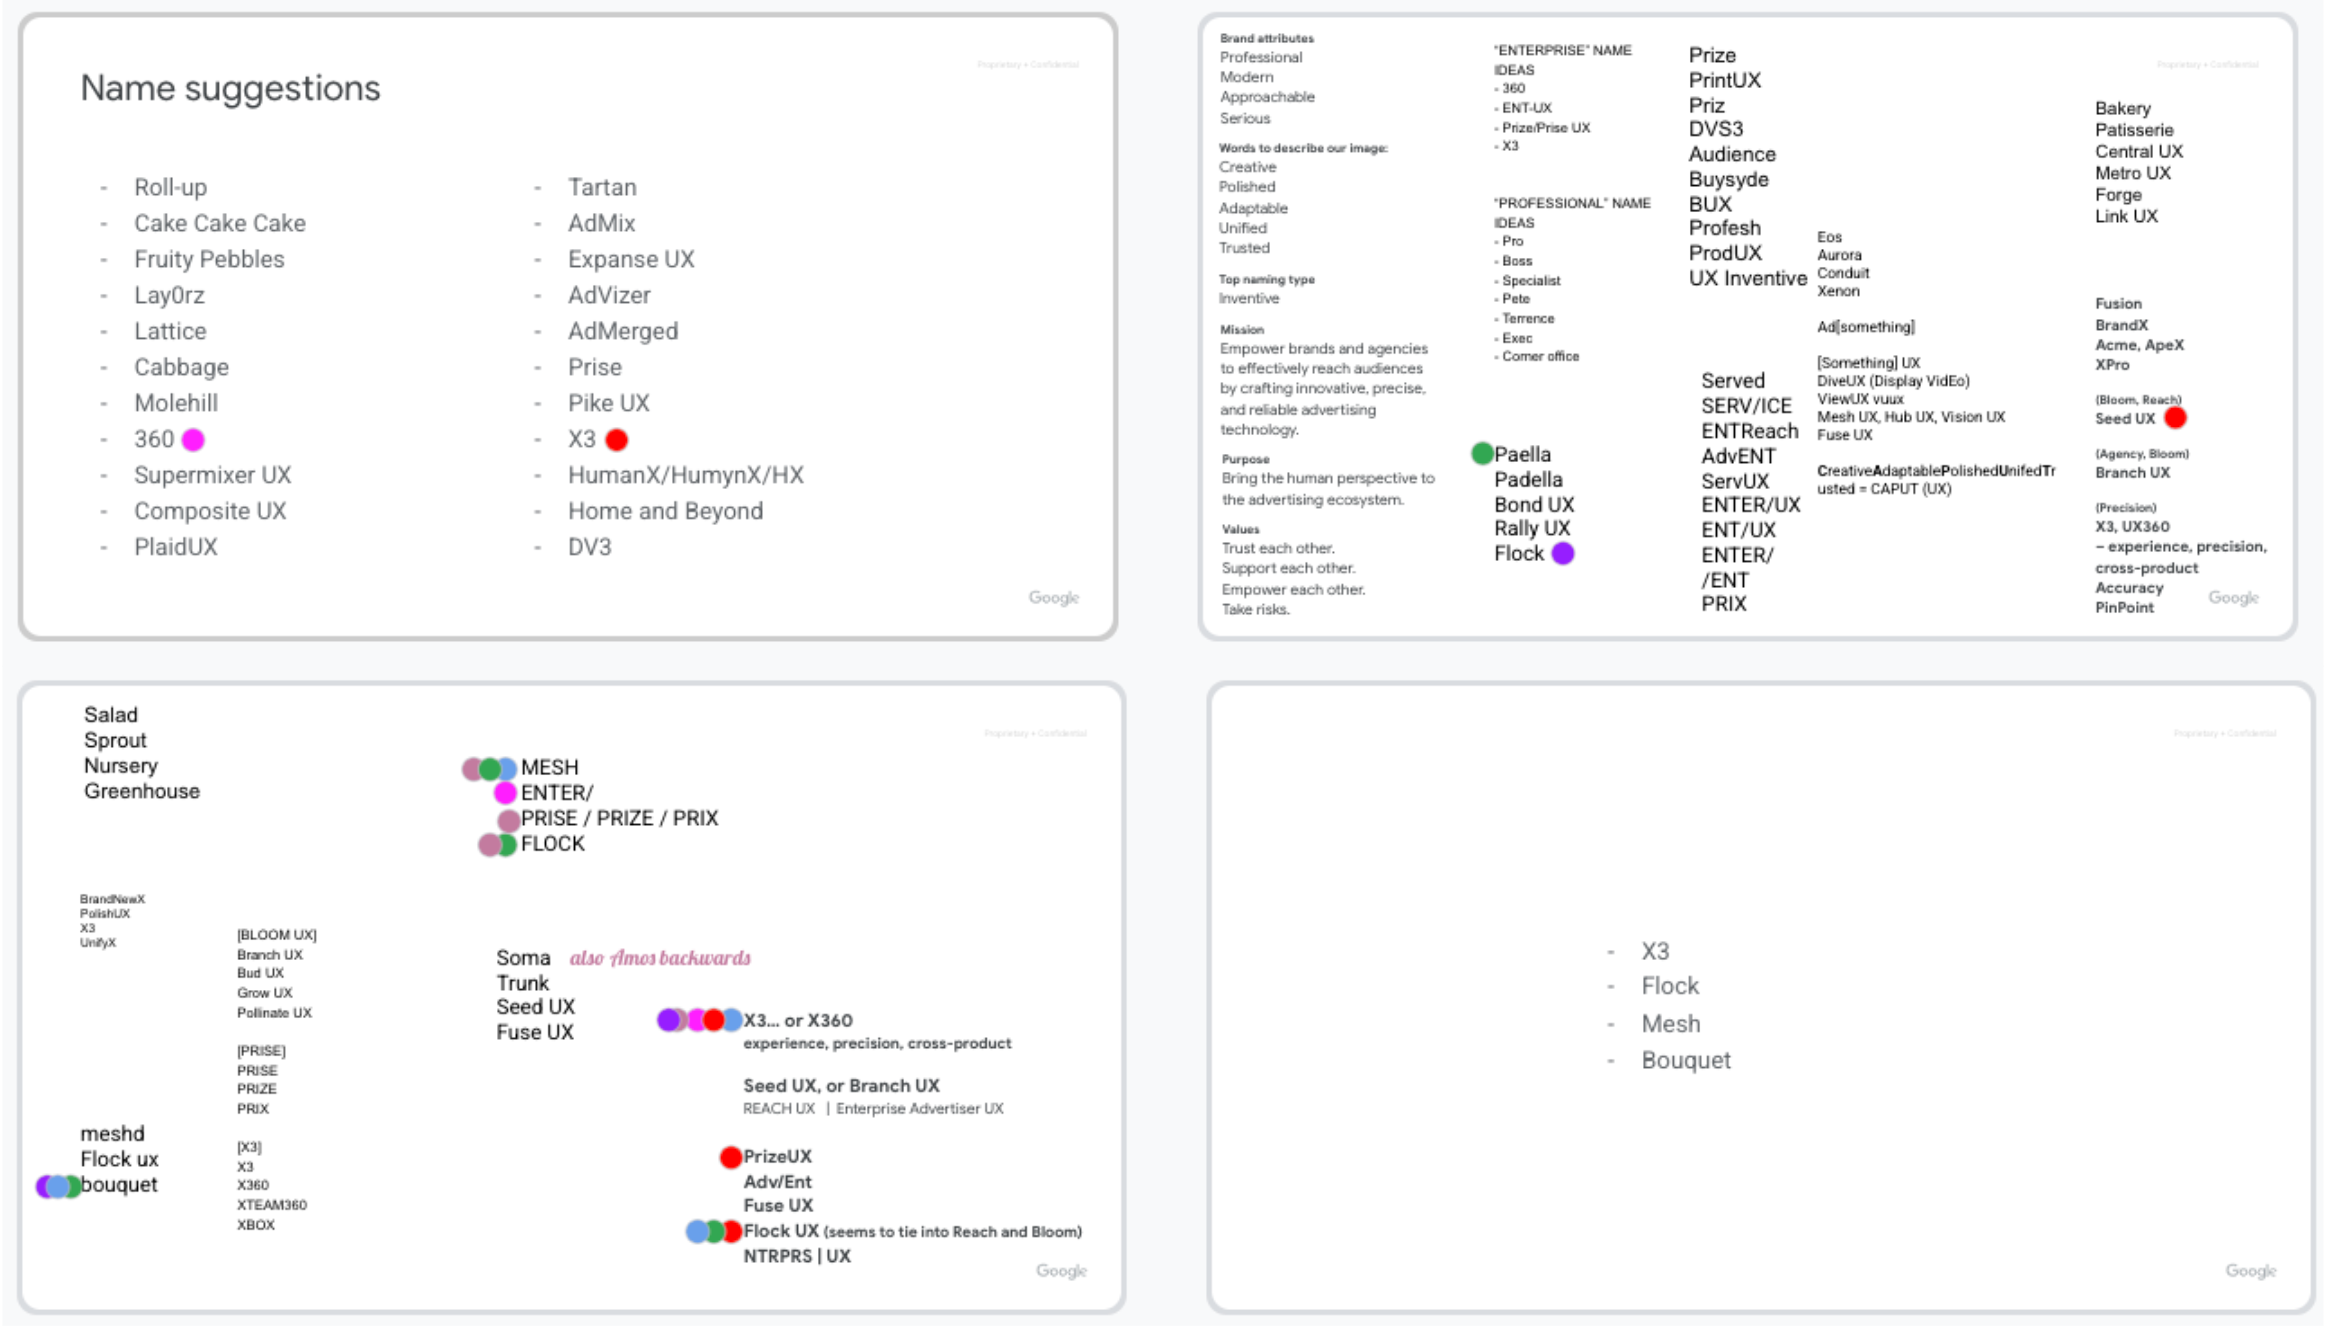 Proprietary + Confidential
Name suggestions
- Roll-up
- Cake Cake Cake
- Fruity Pebbles
- Lay0rz
- Lattice
- Cabbage
- Molehill
- 360
- Supermixer UX
- Composite UX
- PlaidUX
- Tartan
- AdMix
- Expanse UX
- AdVizer
- AdMerged
- Prise
- Pike UX
- X3
- HumanX/HumynX/HX
- Home and Beyond
- DV3
Google
Brand attributes
Professional
Modern
Approachable
Serious
Words to describe our image:
Creative
Polished
Adaptable
Unified
Trusted
Top naming type
Inventive
Mission
Empower brands and agencies
to effectively reach audiences
by crafting innovative, precise,
and reliable advertising
technology.
Purpose
Bring the human perspective to
the advertising ecosystem.
Values
Trust each other.
Support each other.
Empower each other.
Take risks.
"ENTERPRISE" NAME
IDEAS
- 360
- ENT-UX
- Prize/Prise UX
- X3
"PROFESSIONAL" NAME
IDEAS
- Pro
- Boss
- Specialist
- Pete
- Terrence
- Exec
- Corner office
Paella
Padella
Bond UX
Rally UX
Flock
Prize
PrintUX
Priz
DVS3
Audience
Buysyde
BUX
Profesh
ProdUX
UX Inventive
Served
SERV/ICE
ENTReach
AdvENT
ServUX
ENTER/UX
ENT/UX
ENTER/
/ENT
PRIX
Eos
Aurora
Conduit
Xenon
Ad[something]
[Something] UX
DiveUX (Display VidEo)
ViewUX vuux
Mesh UX, Hub UX, Vision UX
Fuse UX
CreativeAdaptablePolishedUnifedTr
usted = CAPUT (UX)
Proprietary + Confidential
Bakery
Patisserie
Central UX
Metro UX
Forge
Link UX
Fusion
BrandX
Acme, ApeX
XPro
(Bloom, Reach)
Seed UX
(Agency, Bloom)
Branch UX
(Precision)
X3, UX360
– experience, precision,
cross-product
Accuracy
PinPoint
Google
Salad
Sprout
Nursery
Greenhouse
Proprietary + Confidential
MESH
ENTER/
PRISE / PRIZE / PRIX
FLOCK
BrandNewX
PolishUX
X3
UnifyX
[BLOOM UX]
Branch UX
Bud UX
Grow UX
Pollinate UX
[PRISE]
PRISE
PRIZE
PRIX
[X3]
X3
X360
XTEAM360
XBOX
meshd
Flock ux
bouquet
Soma also Amos backwards
Trunk
Seed UX
Fuse UX
X3... or X360
experience, precision, cross-product
Seed UX, or Branch UX
REACH UX | Enterprise Advertiser UX
PrizeUX
Adv/Ent
Fuse UX
Flock UX (seems to tie into Reach and Bloom)
NTRPRS | UX
Google
Proprietary + Confidential
- X3
- Flock
- Mesh
- Bouquet
Google